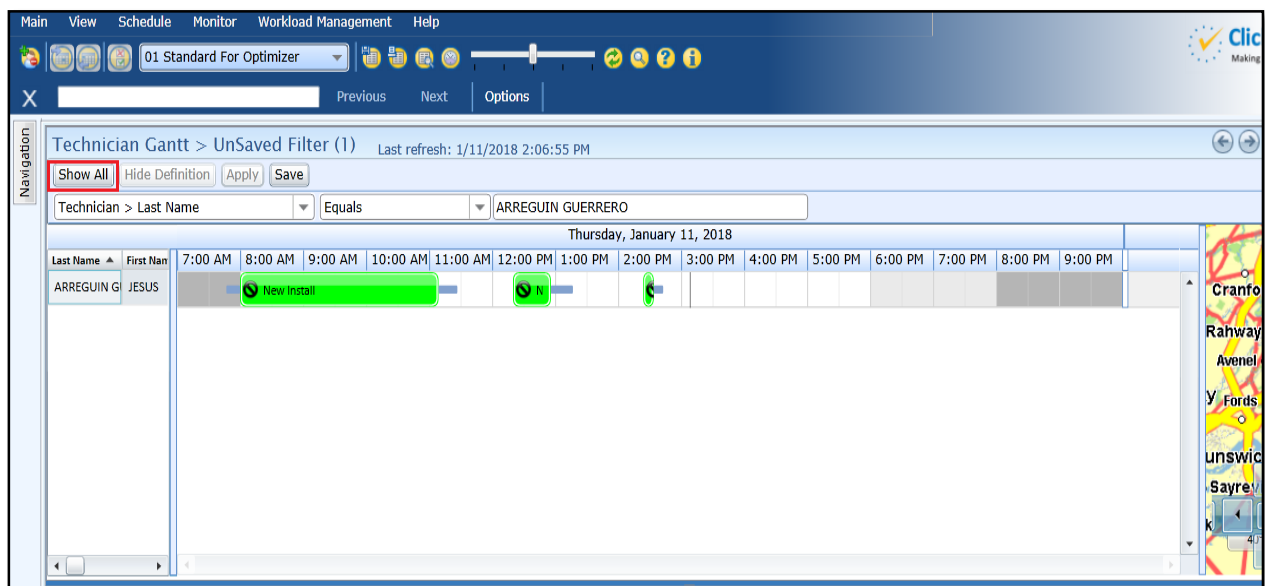 Main View Schedule Monitor Workload Management Help
Clic
Making
01 Standard For Optimizer
X Previous Next Options
Navigation
Technician Gantt > UnSaved Filter (1) Last refresh: 1/11/2018 2:06:55 PM
Show All Hide Definition Apply Save
Technician > Last Name Equals ARREGUIN GUERRERO
Thursday, January 11, 2018
Last Name First Nam 7:00 AM 8:00 AM 9:00 AM 10:00 AM 11:00 AM 12:00 PM 1:00 PM 2:00 PM 3:00 PM 4:00 PM 5:00 PM 6:00 PM 7:00 PM 8:00 PM 9:00 PM
ARREGUIN GU JESUS New Install N
Cranfo
Rahway
Avenel
y Fords
unswic
Sayrev
k
40